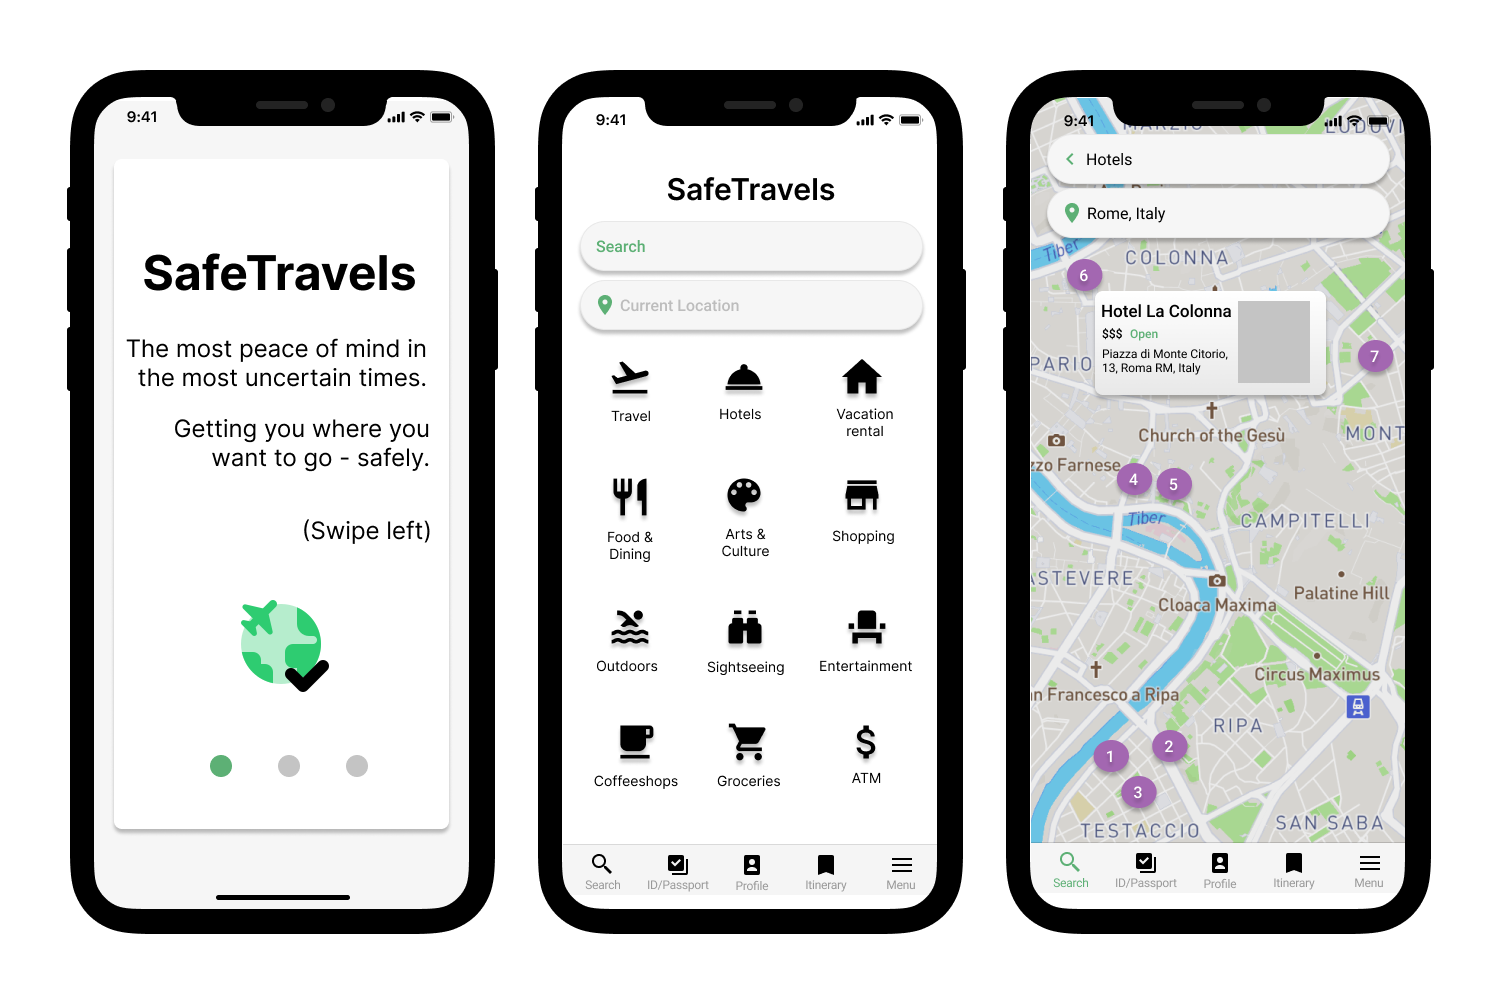 9:41
SafeTravels
The most peace of mind in
the most uncertain times.
Getting you where you
want to go - safely.
(Swipe left)
9:41
SafeTravels
Search
Current Location
Travel
Hotels
Vacation
rental
Food &
Dining
Arts &
Culture
Shopping
Outdoors
Sightseeing
Entertainment
Coffeeshops
Groceries
ATM
Search
ID/Passport
Profile
Itinerary
Menu
9:41
Hotels
Rome, Italy
Tiber
COLONNA
6
Hotel La Colonna
$$$ Open
Piazza di Monte Citorio,
13, Roma RM, Italy
7
PARIO
Church of the Gesù
MONT
zzo Farnese
4
5
Tiber
CAMPITELLI
ASTEVERE
Cloaca Maxima
Palatine Hill
Circus Maximus
n Francesco a Ripa
RIPA
1
2
3
TESTACCIO
SAN SABA
Search
ID/Passport
Profile
Itinerary
Menu